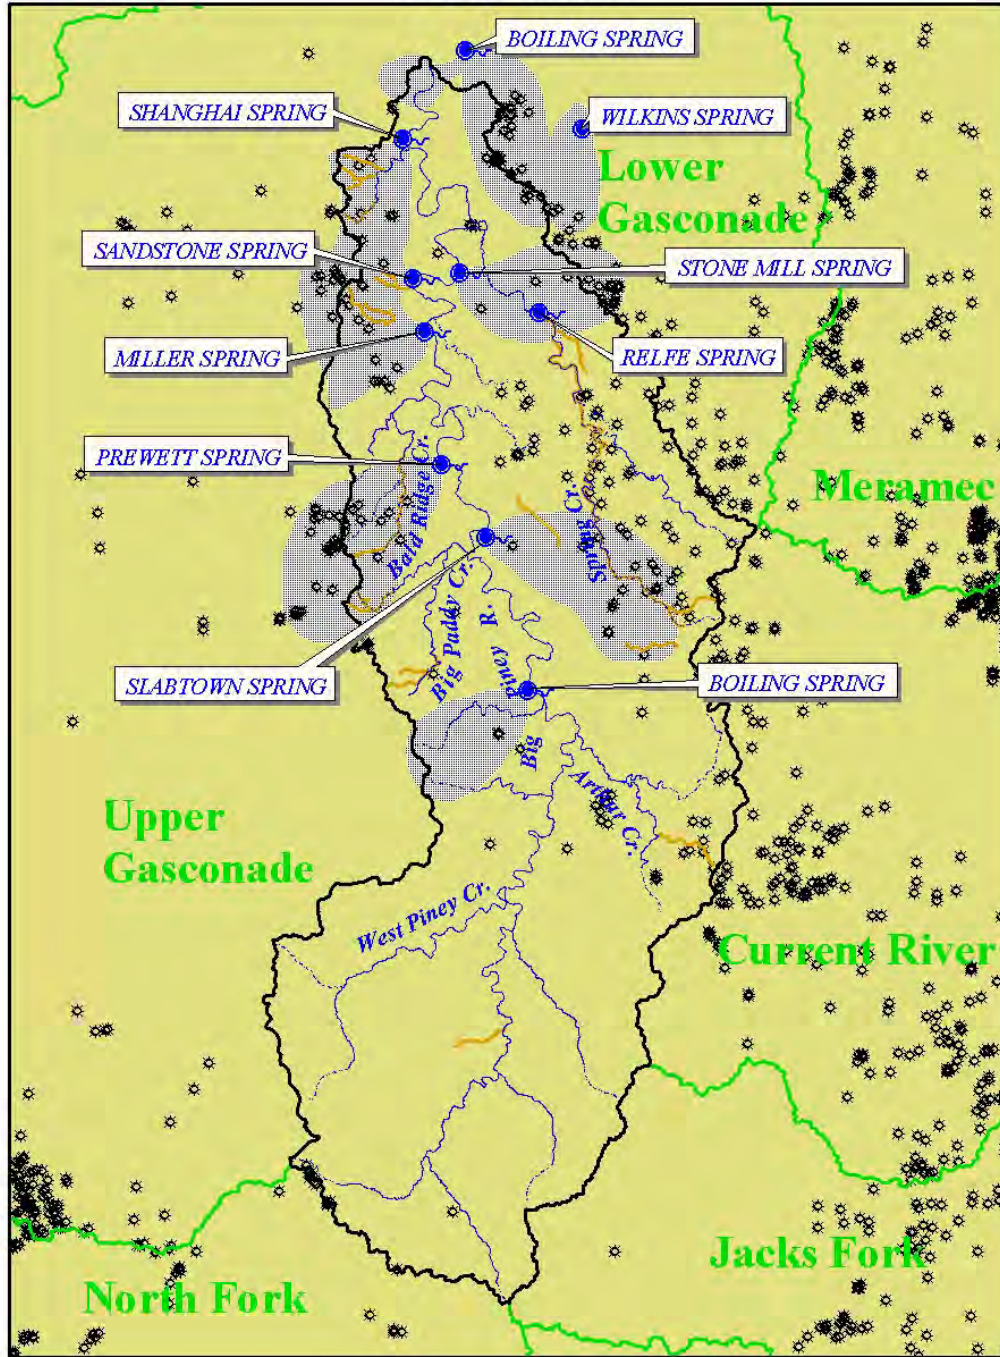 BOILING SPRING
SHANGHAI SPRING
WILKINS SPRING
Lower
Gasconade
SANDSTONE SPRING
STONE MILL SPRING
MILLER SPRING
RELFE SPRING
PREWETT SPRING
Bald Ridge Cr.
Spring Cr.
Meramec
Big Paddy Cr.
Big Piney R.
SLABTOWN SPRING
BOILING SPRING
Arthur Cr.
Upper
Gasconade
West Piney Cr.
Current River
Jacks Fork
North Fork